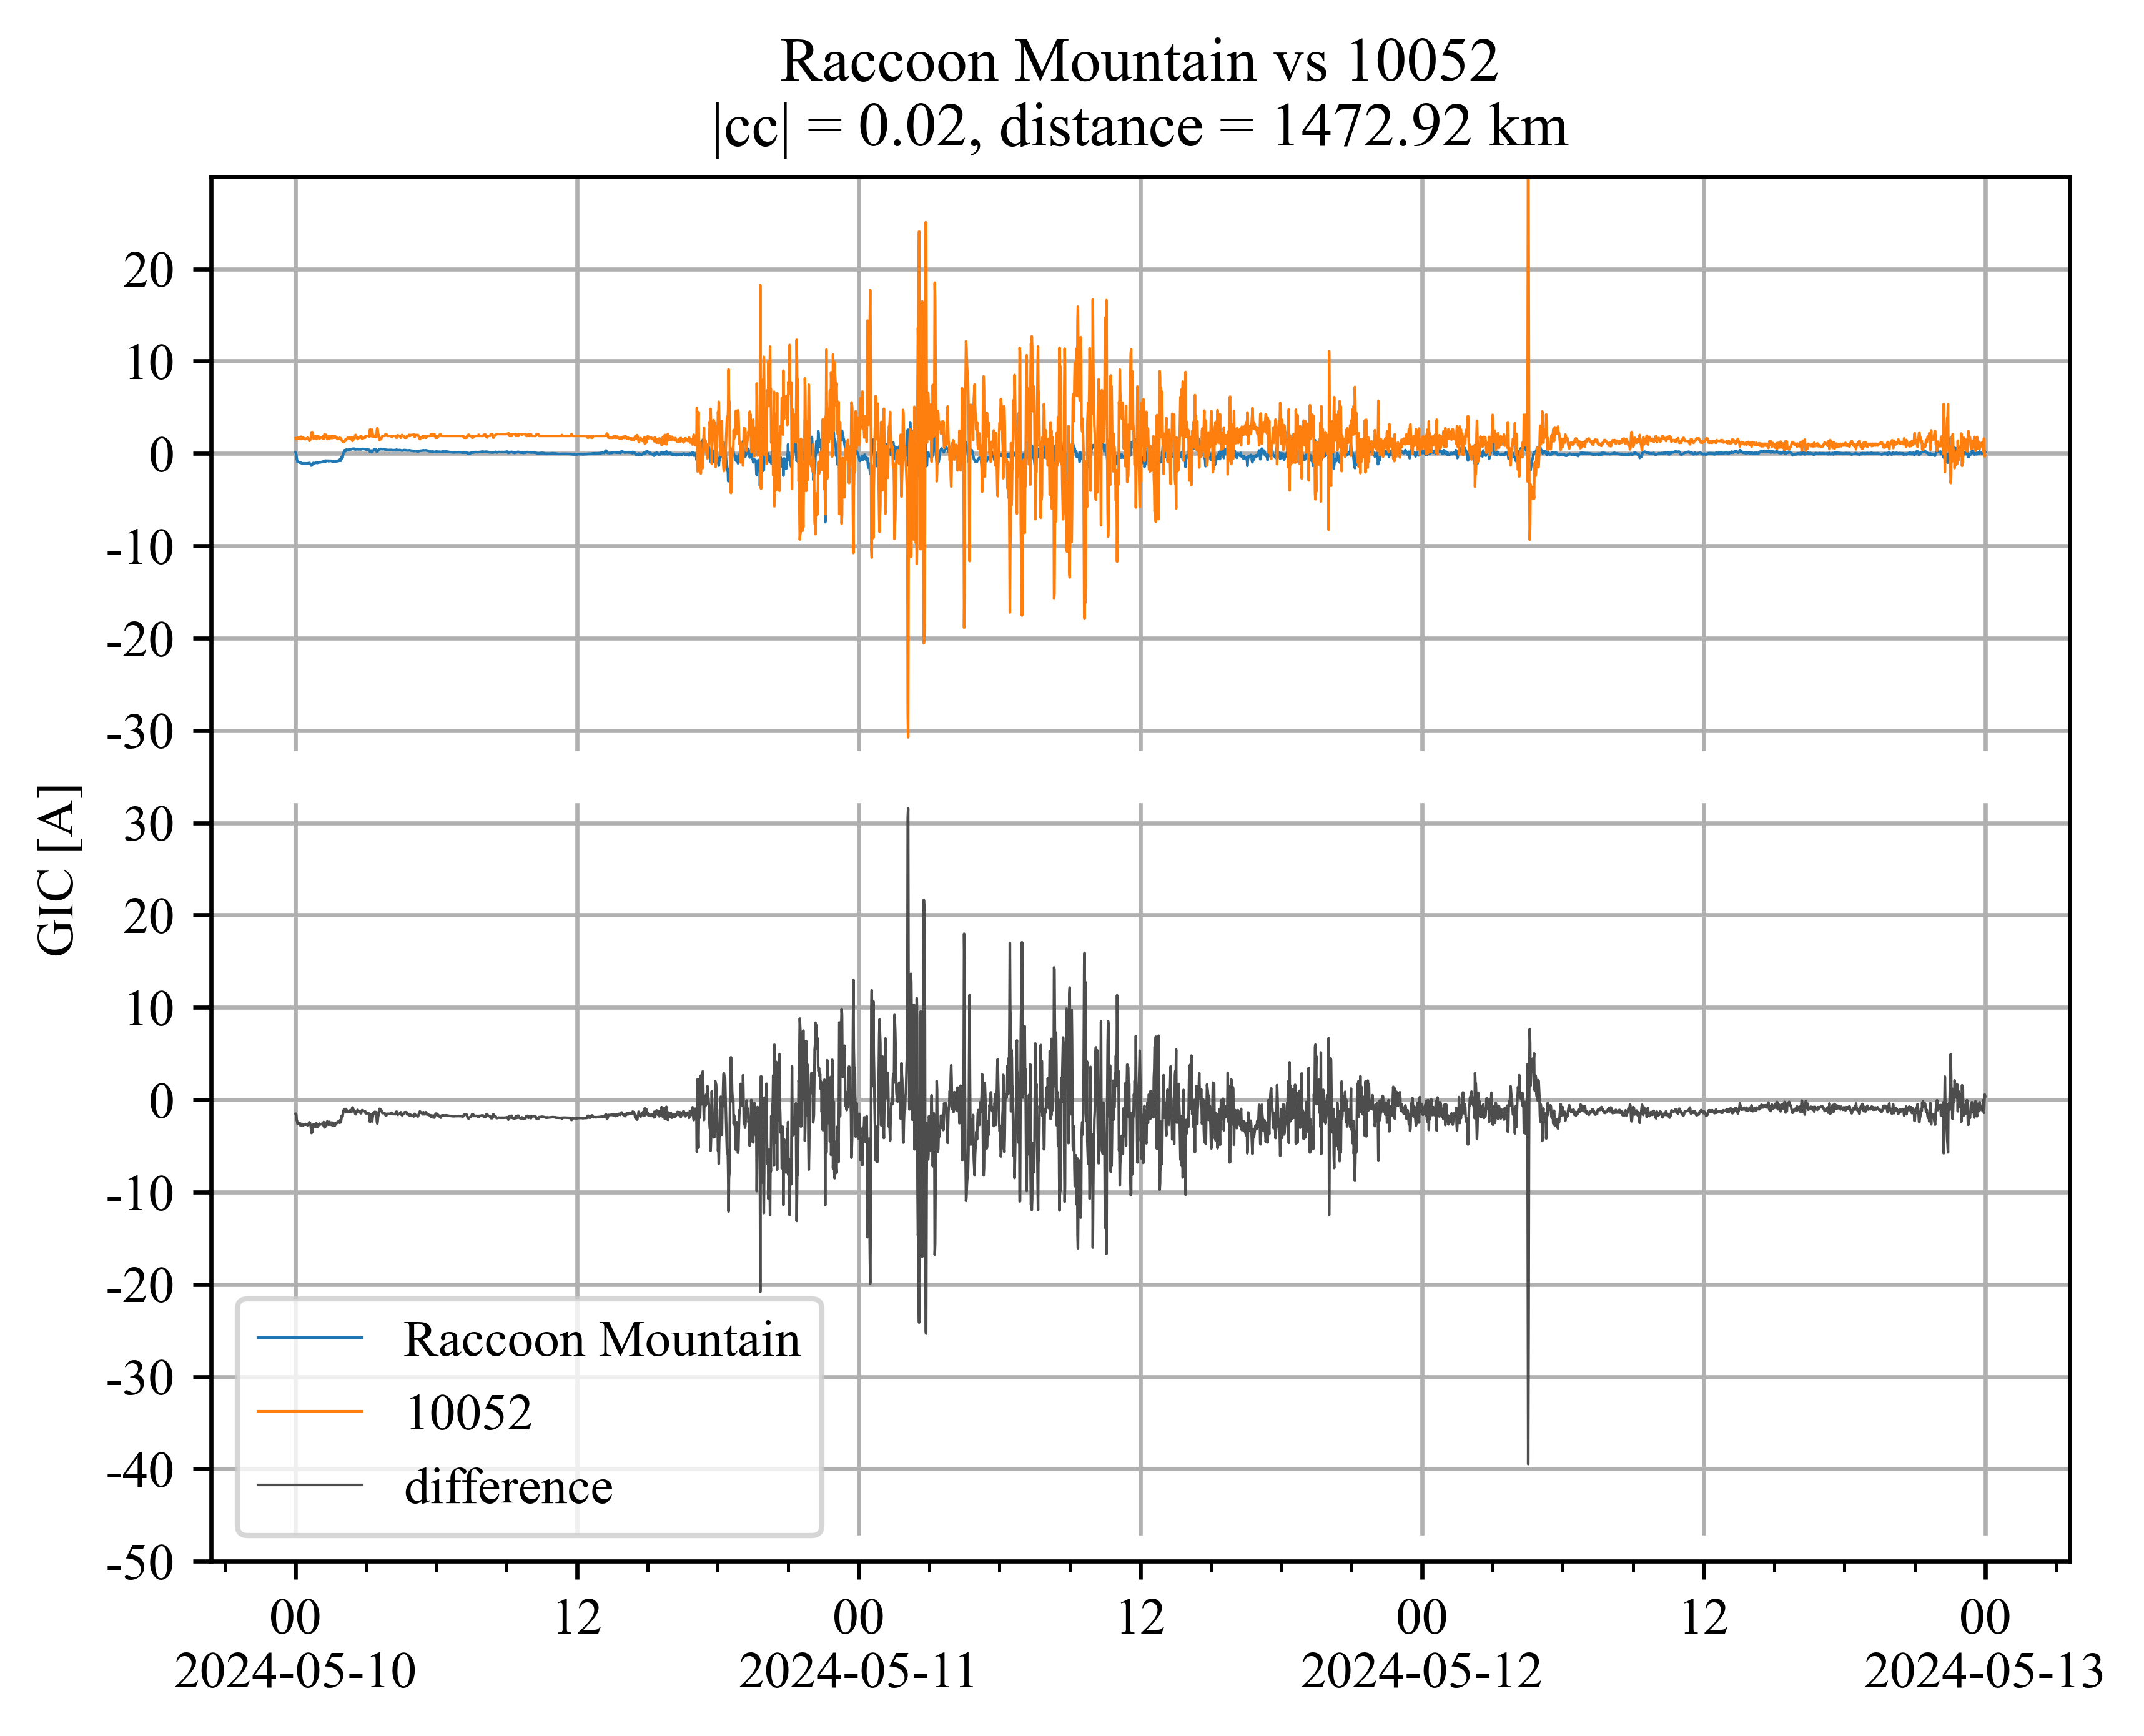 Raccoon Mountain vs 10052
|cc| = 0.02, distance = 1472.92 km
GIC [A]
20
10
0
-10
-20
-30
30
20
10
0
-10
-20
-30
-40
-50
Raccoon Mountain
10052
difference
00 12 00 12 00 12 00
2024-05-10 2024-05-11 2024-05-12 2024-05-13